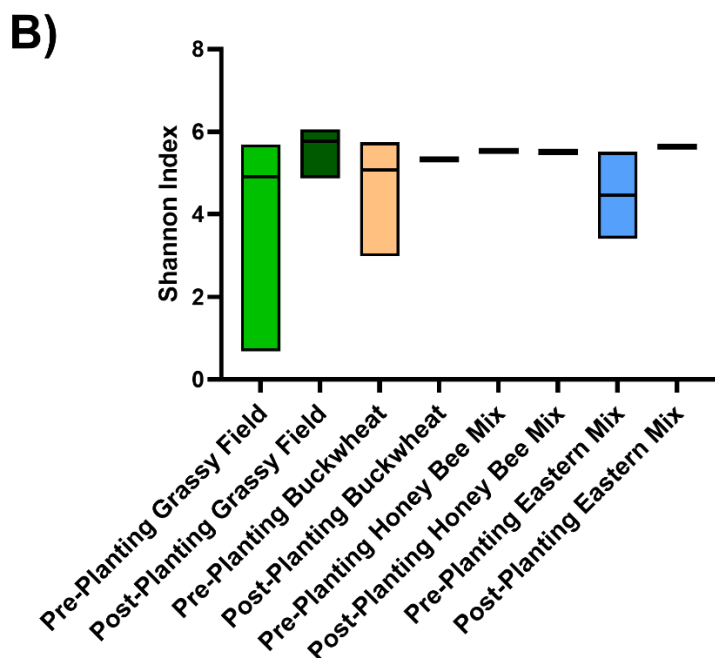 B)
8
6
4
2
0
Shannon Index
Pre-Planting Grassy Field
Post-Planting Grassy Field
Pre-Planting Buckwheat
Post-Planting Buckwheat
Pre-Planting Honey Bee Mix
Post-Planting Honey Bee Mix
Pre-Planting Eastern Mix
Post-Planting Eastern Mix